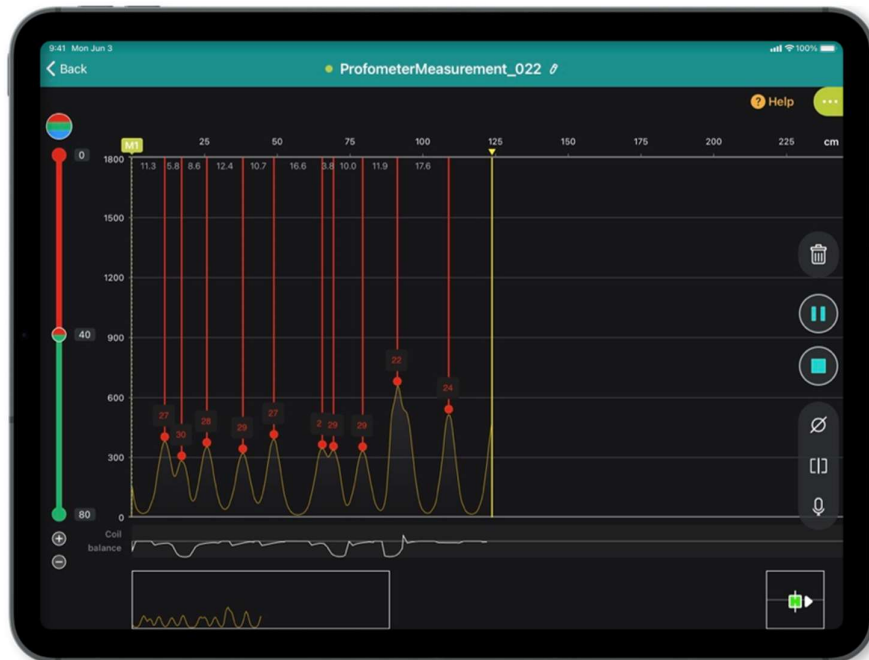 9:41 Mon Jun 3
100%
Back
ProfometerMeasurement_022
Help
M1 25 50 75 100 125 150 175 200 225 cm
11.3 5.8 8.6 12.4 10.7 16.6 3.8 10.0 11.9 17.6
0
40
80
1800
1500
1200
900
600
300
0
27 30 28 29 27 2 29 29 22 24
Coil
balance